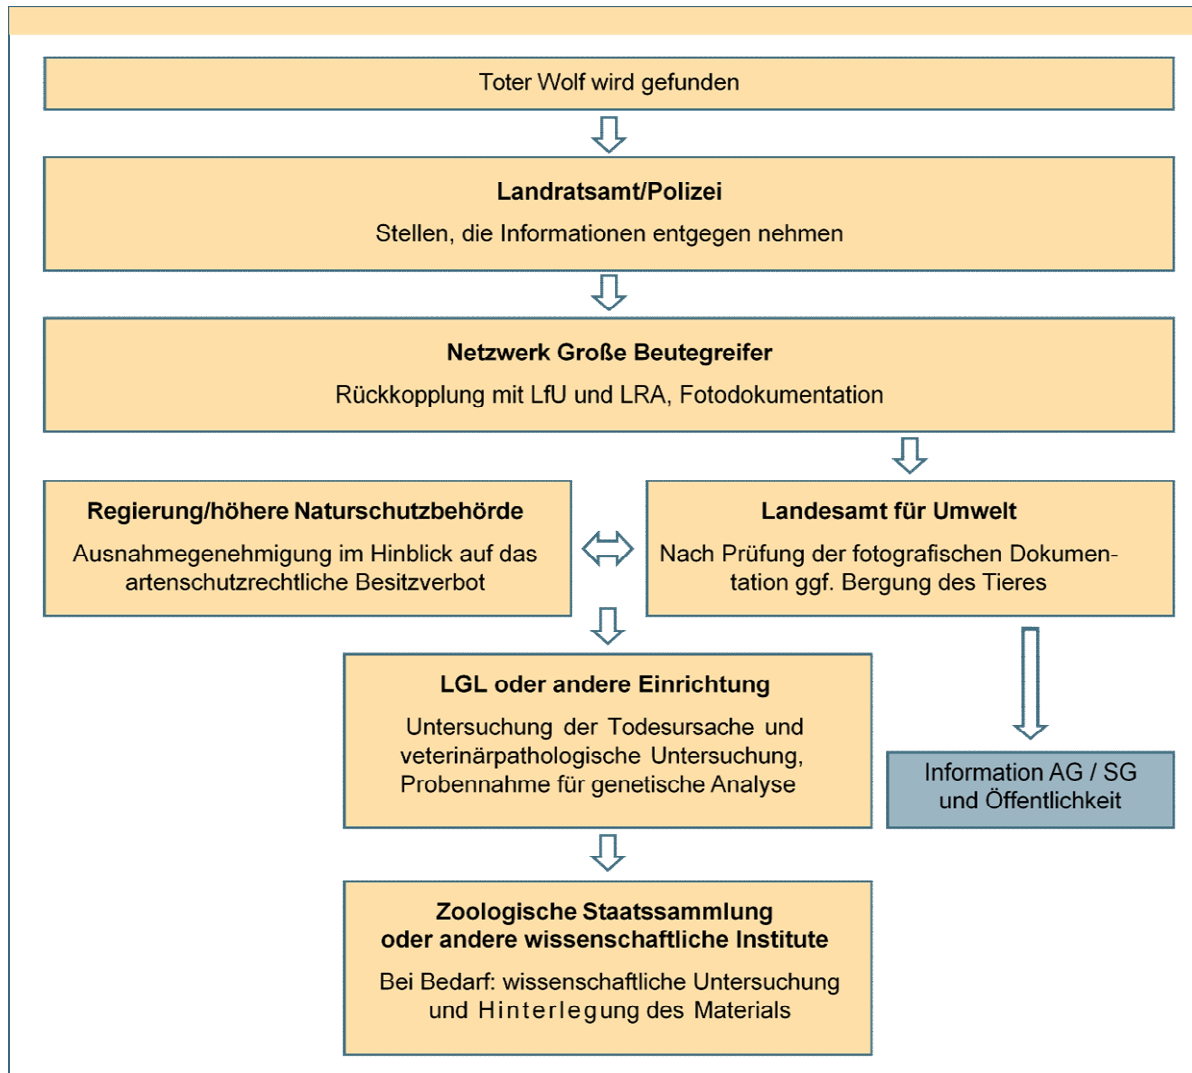 Toter Wolf wird gefunden
Landratsamt/Polizei
Stellen, die Informationen entgegen nehmen
Netzwerk Große Beutegreifer
Rückkopplung mit LfU und LRA, Fotodokumentation
Regierung/höhere Naturschutzbehörde
Ausnahmegenehmigung im Hinblick auf das
artenschutzrechtliche Besitzverbot
Landesamt für Umwelt
Nach Prüfung der fotografischen Dokumen-
tation ggf. Bergung des Tieres
LGL oder andere Einrichtung
Untersuchung der Todesursache und
veterinärpathologische Untersuchung,
Probennahme für genetische Analyse
Information AG / SG
und Öffentlichkeit
Zoologische Staatssammlung
oder andere wissenschaftliche Institute
Bei Bedarf: wissenschaftliche Untersuchung
und Hinterlegung des Materials